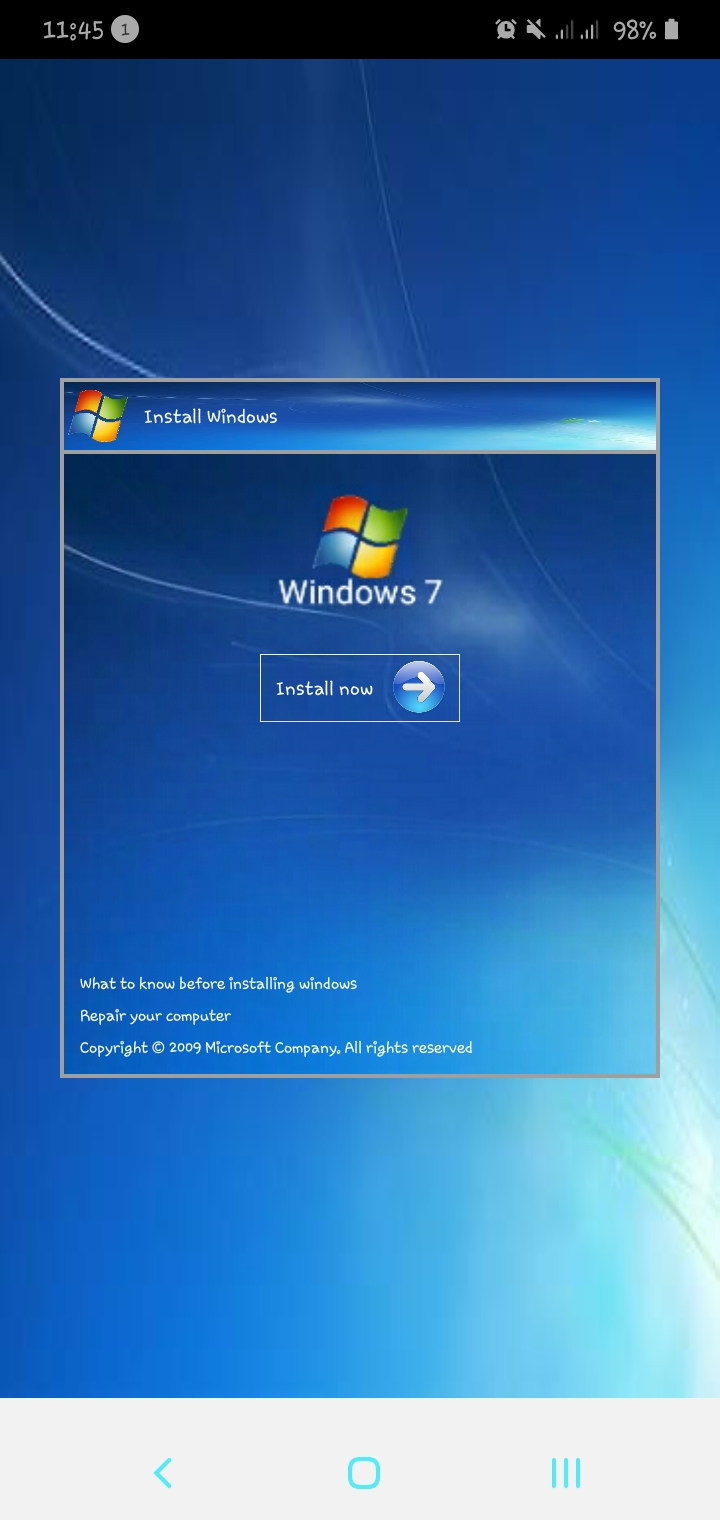 11:45 1 98%
Install Windows
Windows 7
Install now
What to know before installing windows
Repair your computer
Copyright © 2009 Microsoft Company. All rights reserved